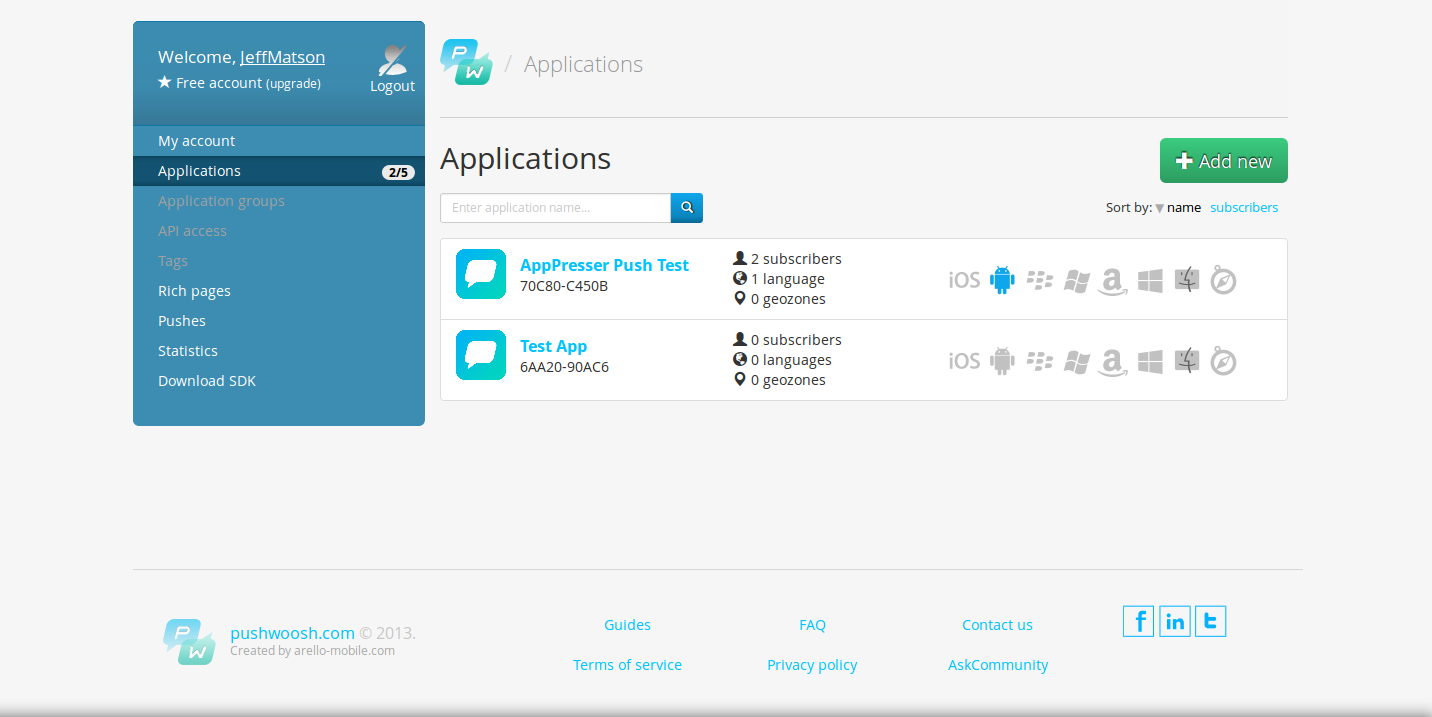 Welcome, JeffMatson
Free account (upgrade)
Logout
My account
Applications 2/5
Application groups
API access
Tags
Rich pages
Pushes
Statistics
Download SDK
P W / Applications
Applications
Add new
Enter application name...
Sort by: name subscribers
AppPresser Push Test
70C80-C450B
2 subscribers
1 language
0 geozones
iOS
Test App
6AA20-90AC6
0 subscribers
0 languages
0 geozones
iOS
P W
pushwoosh.com © 2013.
Created by arello-mobile.com
Guides
FAQ
Contact us
Terms of service
Privacy policy
AskCommunity